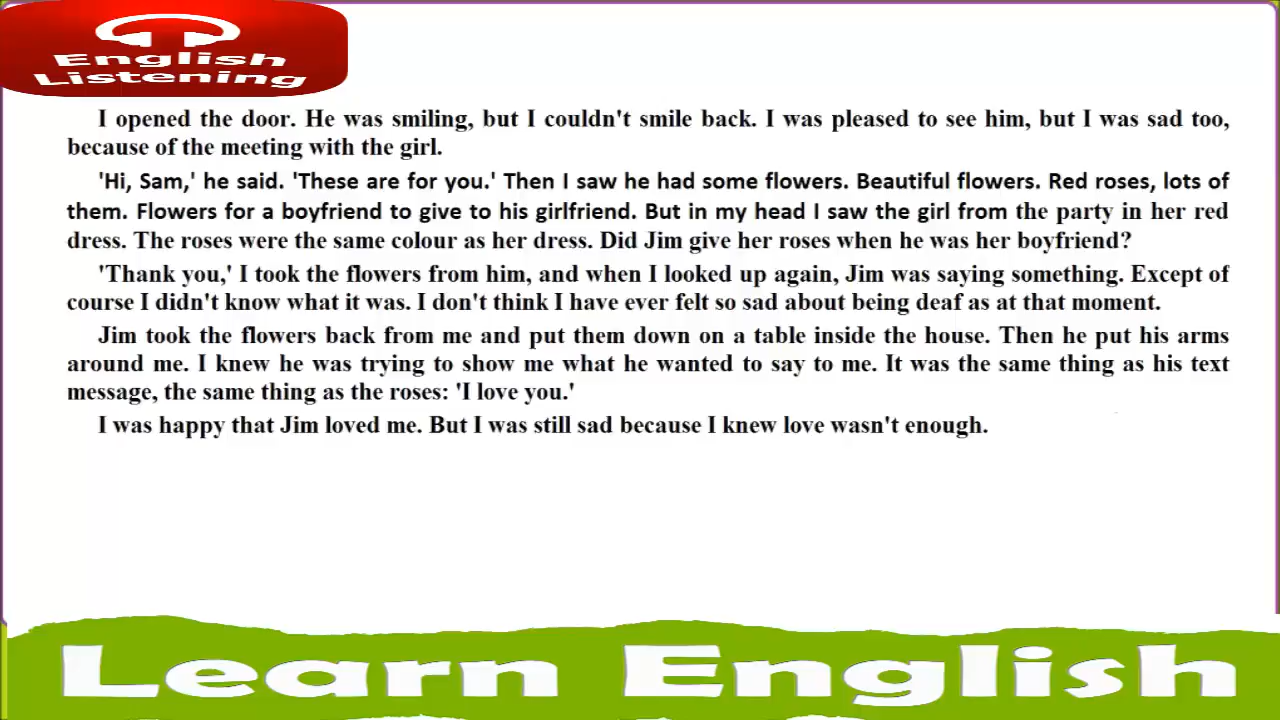 English
Listening
I opened the door. He was smiling, but I couldn't smile back. I was pleased to see him, but I was sad too,
because of the meeting with the girl.
'Hi, Sam,' he said. 'These are for you.' Then I saw he had some flowers. Beautiful flowers. Red roses, lots of
them. Flowers for a boyfriend to give to his girlfriend. But in my head I saw the girl from the party in her red
dress. The roses were the same colour as her dress. Did Jim give her roses when he was her boyfriend?
'Thank you,' I took the flowers from him, and when I looked up again, Jim was saying something. Except of
course I didn't know what it was. I don't think I have ever felt so sad about being deaf as at that moment.
Jim took the flowers back from me and put them down on a table inside the house. Then he put his arms
around me. I knew he was trying to show me what he wanted to say to me. It was the same thing as his text
message, the same thing as the roses: 'I love you.'
I was happy that Jim loved me. But I was still sad because I knew love wasn't enough.
Learn English